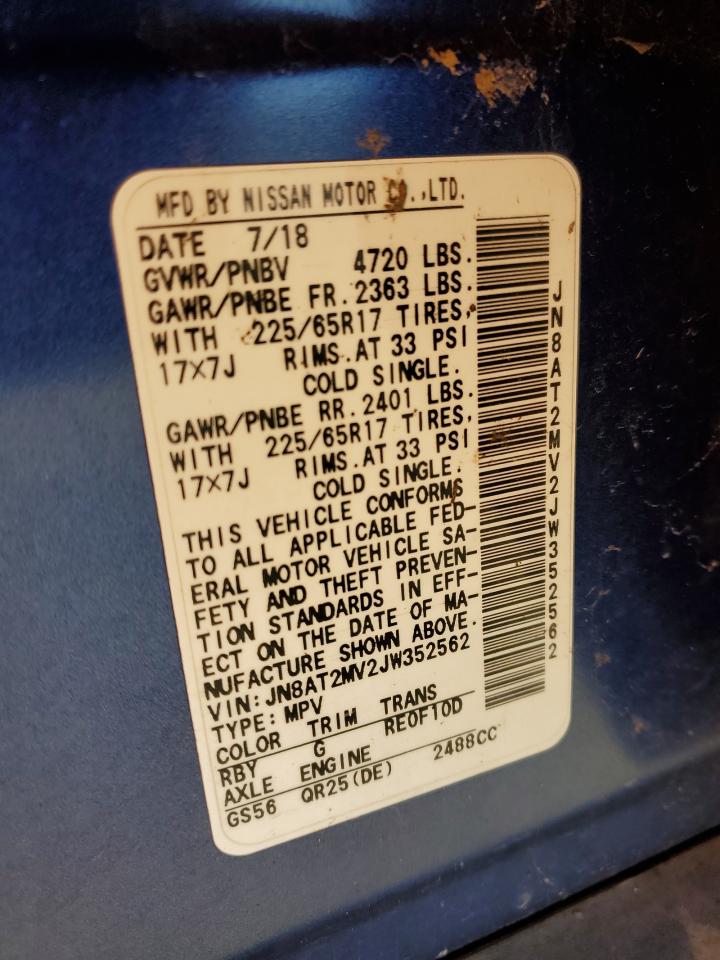 MFD BY NISSAN MOTOR CO.,LTD.
DATE 7/18
GVWR/PNBV 4720 LBS.
GAWR/PNBE FR. 2363 LBS.
WITH 225/65R17 TIRES,
17X7J RIMS.AT 33 PSI
COLD SINGLE.
GAWR/PNBE RR. 2401 LBS.
WITH 225/65R17 TIRES,
17X7J RIMS.AT 33 PSI
COLD SINGLE.
THIS VEHICLE CONFORMS
TO ALL APPLICABLE FED-
ERAL MOTOR VEHICLE SA-
FETY AND THEFT PREVEN-
TION STANDARDS IN EFF-
ECT ON THE DATE OF MA-
NUFACTURE SHOWN ABOVE.
VIN:JN8AT2MV2JW352562
TYPE:MPV
COLOR TRIM TRANS
RBY G RE0F10D
AXLE ENGINE
GS56 QR25(DE) 2488CC
JN8AT2MV2JW352562